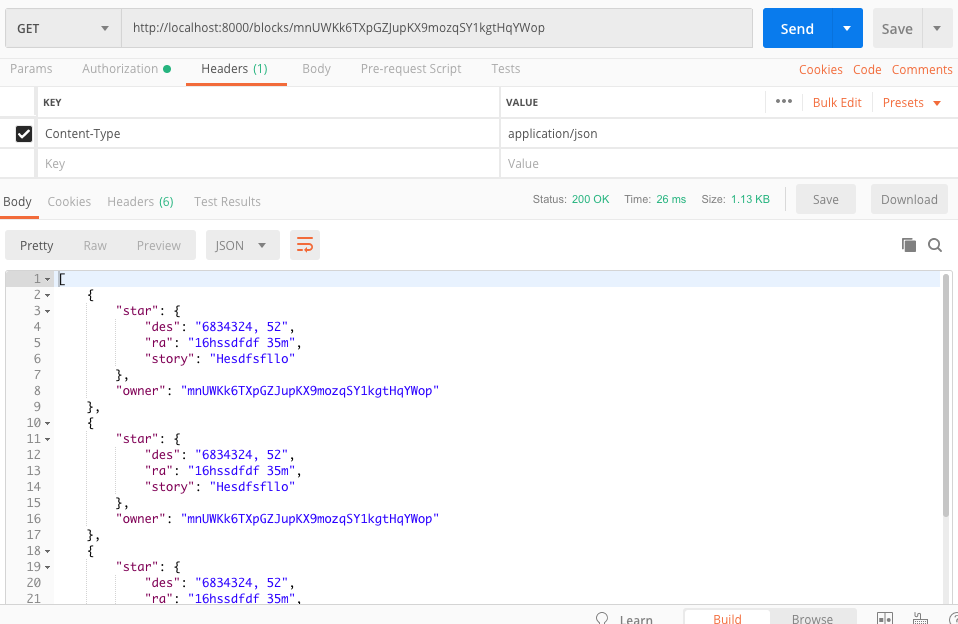 GET http://localhost:8000/blocks/mnUWKk6TXpGZJupKX9mozqSY1kgtHqYWop Send Save
Params Authorization Headers (1) Body Pre-request Script Tests Cookies Code Comments
KEY VALUE ••• Bulk Edit Presets
Content-Type application/json
Key Value
Body Cookies Headers (6) Test Results Status: 200 OK Time: 26 ms Size: 1.13 KB Save Download
Pretty Raw Preview JSON
1 [
2 {
3 "star": {
4 "des": "6834324, 52",
5 "ra": "16hssdfdf 35m",
6 "story": "Hesdfsfllo"
7 },
8 "owner": "mnUWKk6TXpGZJupKX9mozqSY1kgtHqYWop"
9 },
10 {
11 "star": {
12 "des": "6834324, 52",
13 "ra": "16hssdfdf 35m",
14 "story": "Hesdfsfllo"
15 },
16 "owner": "mnUWKk6TXpGZJupKX9mozqSY1kgtHqYWop"
17 },
18 {
19 "star": {
20 "des": "6834324, 52",
21 "ra": "16hssdfdf 35m",
Learn Build Browse